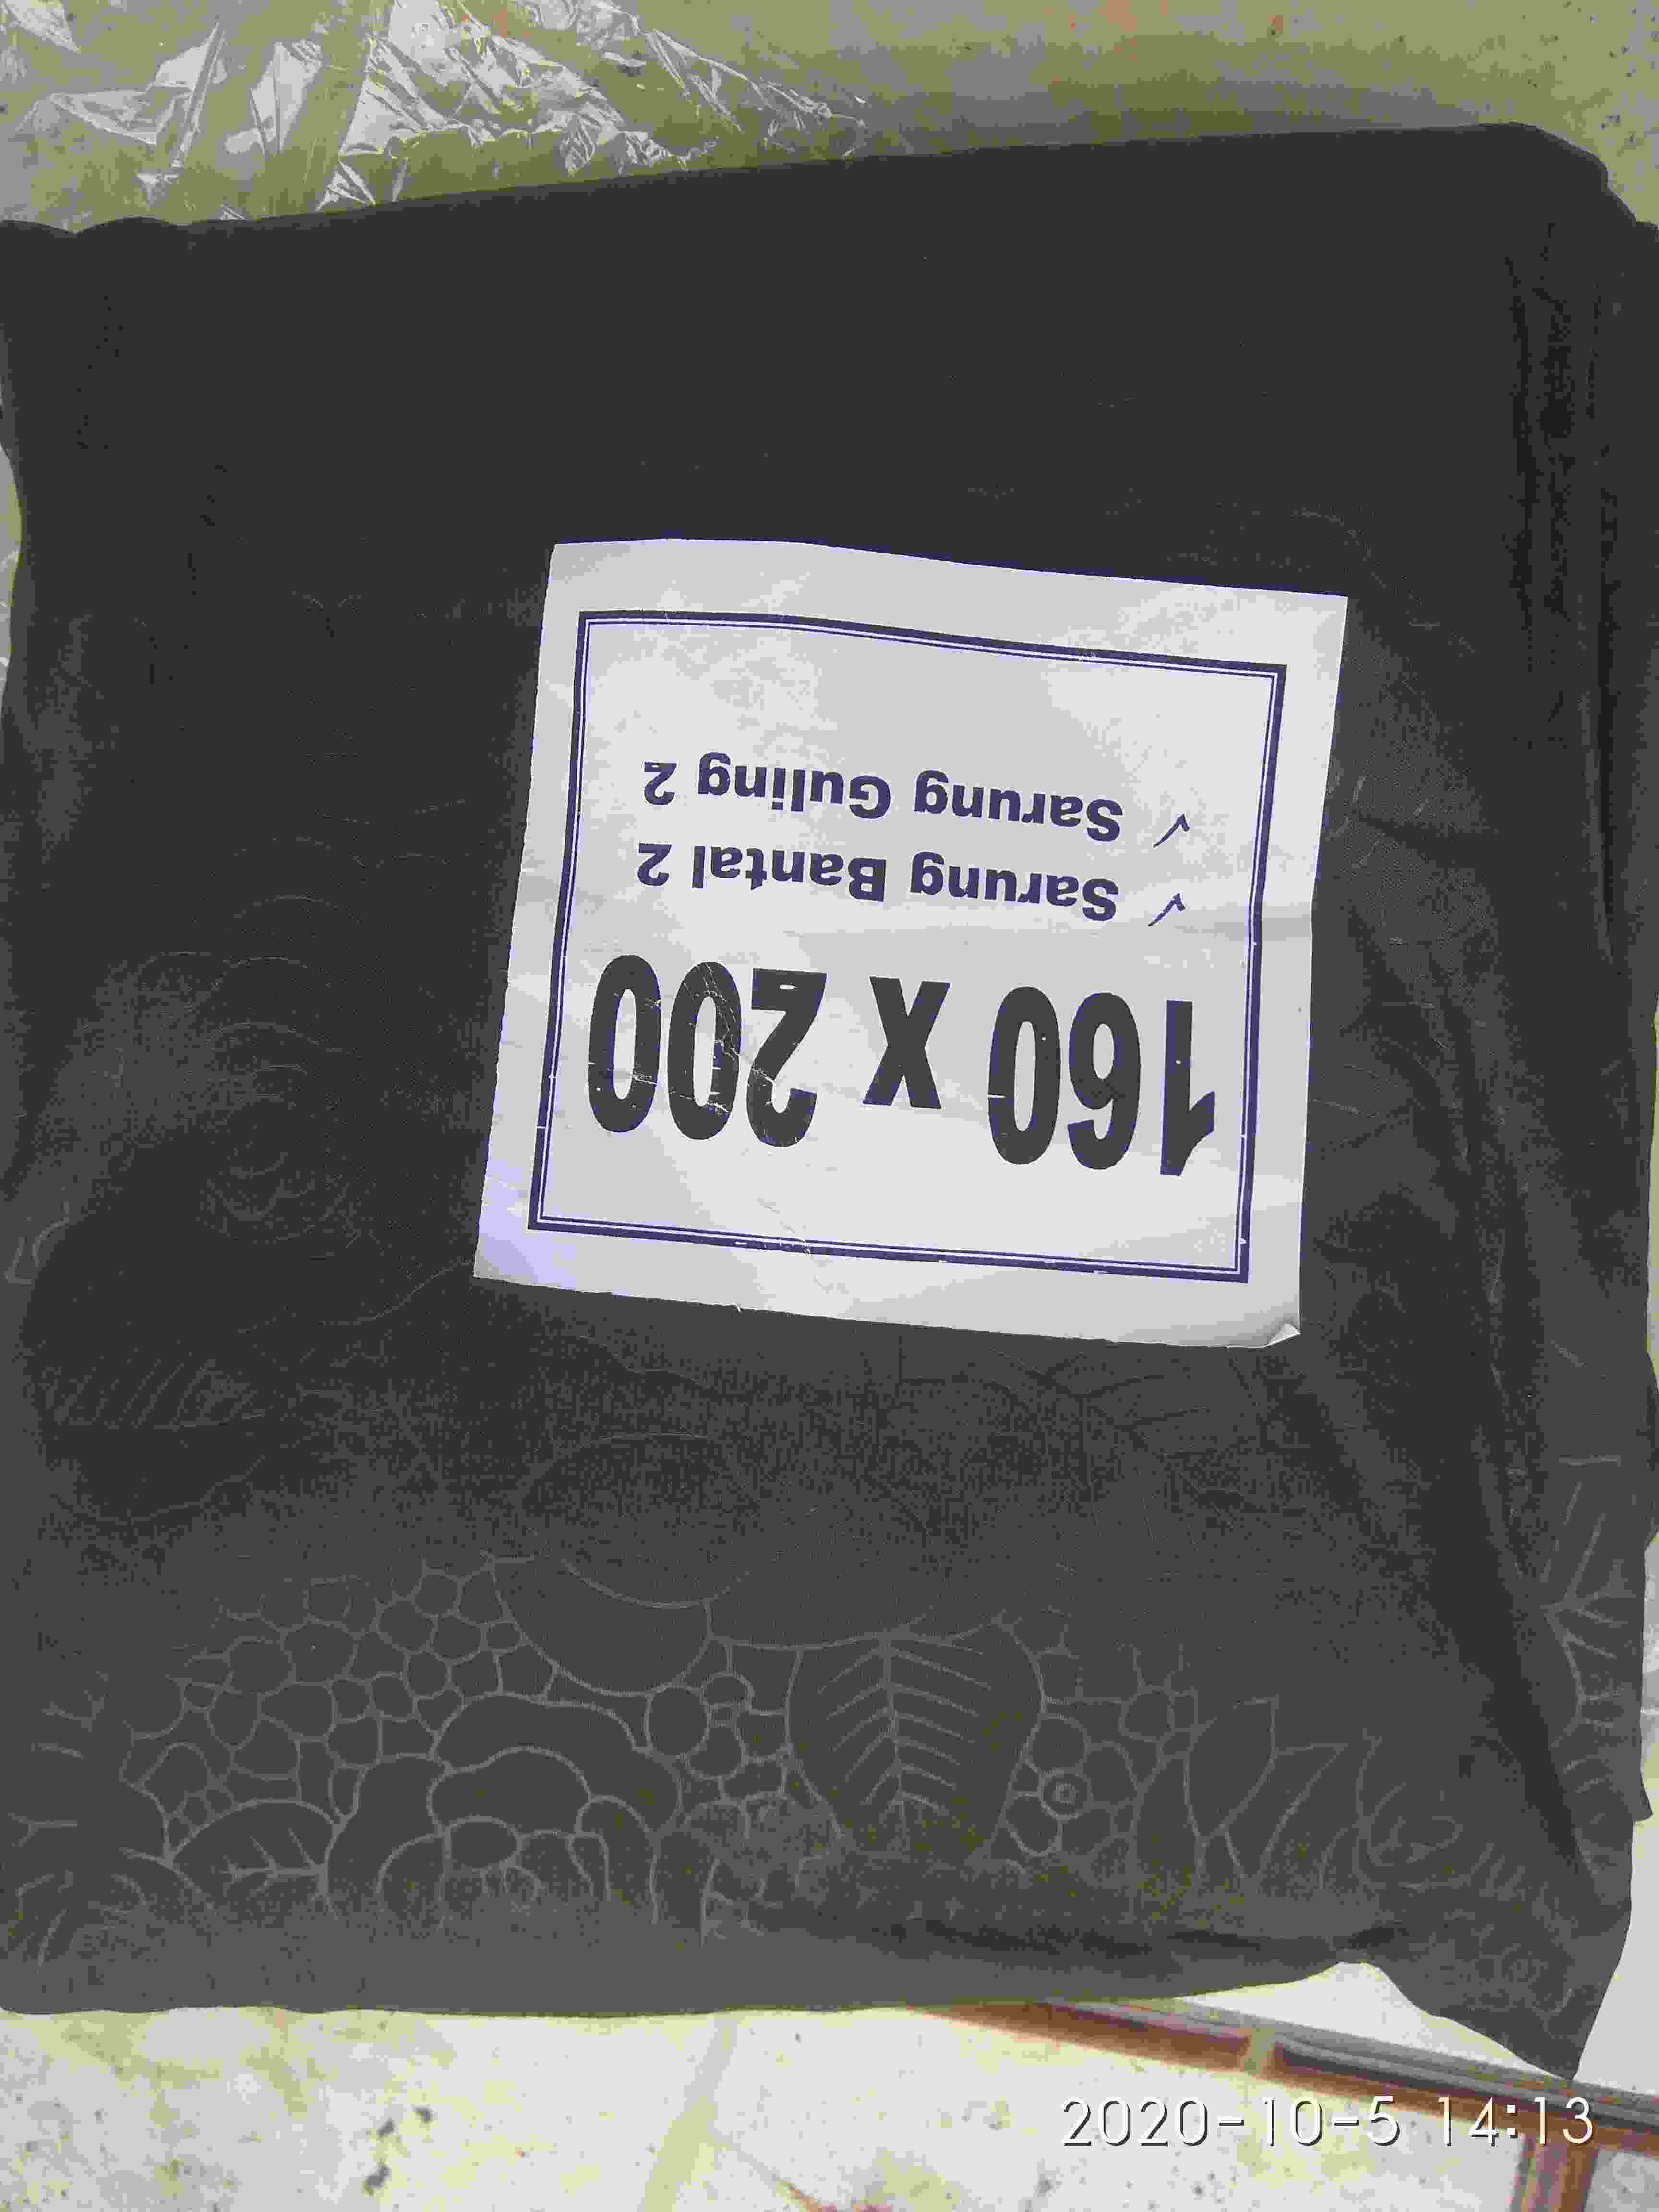 160 X 200
✓ Sarung Bantal 2
✓ Sarung Guling 2
2020-10-5 14:13